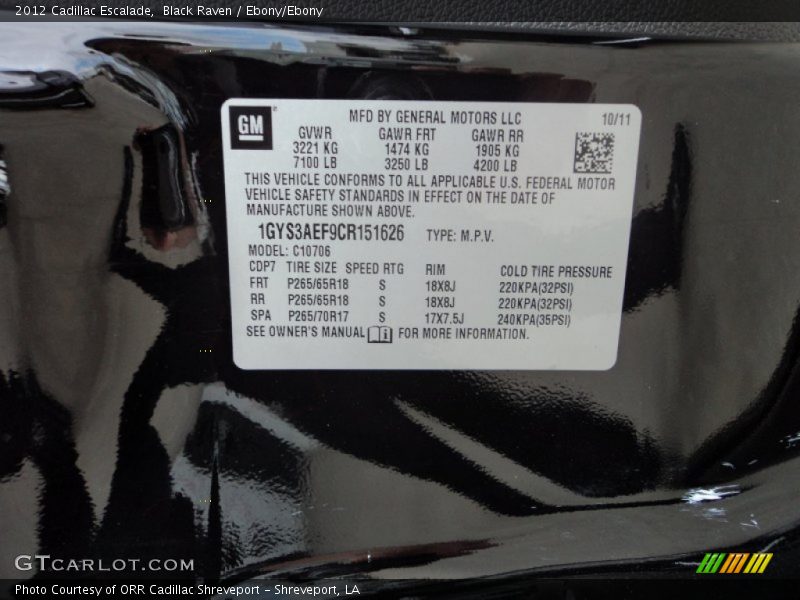 2012 Cadillac Escalade, Black Raven / Ebony/Ebony
GM
MFD BY GENERAL MOTORS LLC 10/11
GVWR GAWR FRT GAWR RR
3221 KG 1474 KG 1905 KG
7100 LB 3250 LB 4200 LB
THIS VEHICLE CONFORMS TO ALL APPLICABLE U.S. FEDERAL MOTOR
VEHICLE SAFETY STANDARDS IN EFFECT ON THE DATE OF
MANUFACTURE SHOWN ABOVE.
1GYS3AEF9CR151626 TYPE: M.P.V.
MODEL: C10706
CDP7 TIRE SIZE SPEED RTG RIM COLD TIRE PRESSURE
FRT P265/65R18 S 18X8J 220KPA(32PSI)
RR P265/65R18 S 18X8J 220KPA(32PSI)
SPA P265/70R17 S 17X7.5J 240KPA(35PSI)
SEE OWNER'S MANUAL FOR MORE INFORMATION.
GTCARLOT.COM
Photo Courtesy of ORR Cadillac Shreveport - Shreveport, LA